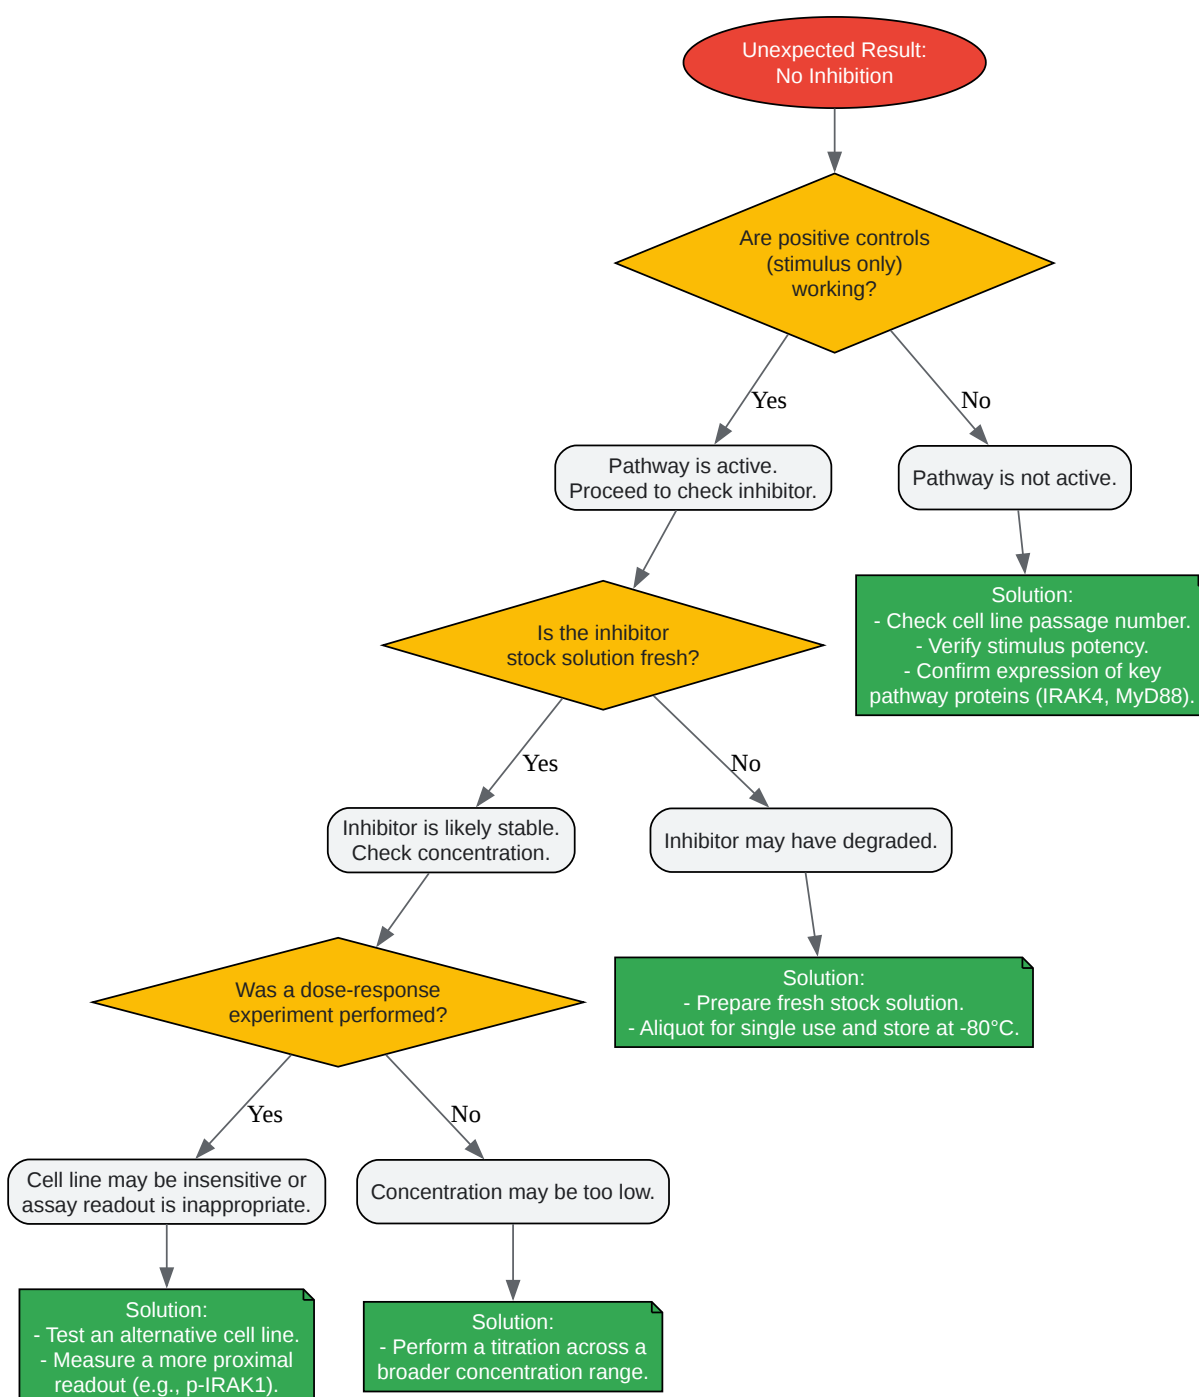 Unexpected Result:
No Inhibition
Are positive controls
(stimulus only)
working?
Yes
No
Pathway is active.
Proceed to check inhibitor.
Pathway is not active.
Solution:
- Check cell line passage number.
- Verify stimulus potency.
- Confirm expression of key
pathway proteins (IRAK4, MyD88).
Is the inhibitor
stock solution fresh?
Yes
No
Inhibitor is likely stable.
Check concentration.
Inhibitor may have degraded.
Solution:
- Prepare fresh stock solution.
- Aliquot for single use and store at -80°C.
Was a dose-response
experiment performed?
Yes
No
Cell line may be insensitive or
assay readout is inappropriate.
Concentration may be too low.
Solution:
- Test an alternative cell line.
- Measure a more proximal
readout (e.g., p-IRAK1).
Solution:
- Perform a titration across a
broader concentration range.